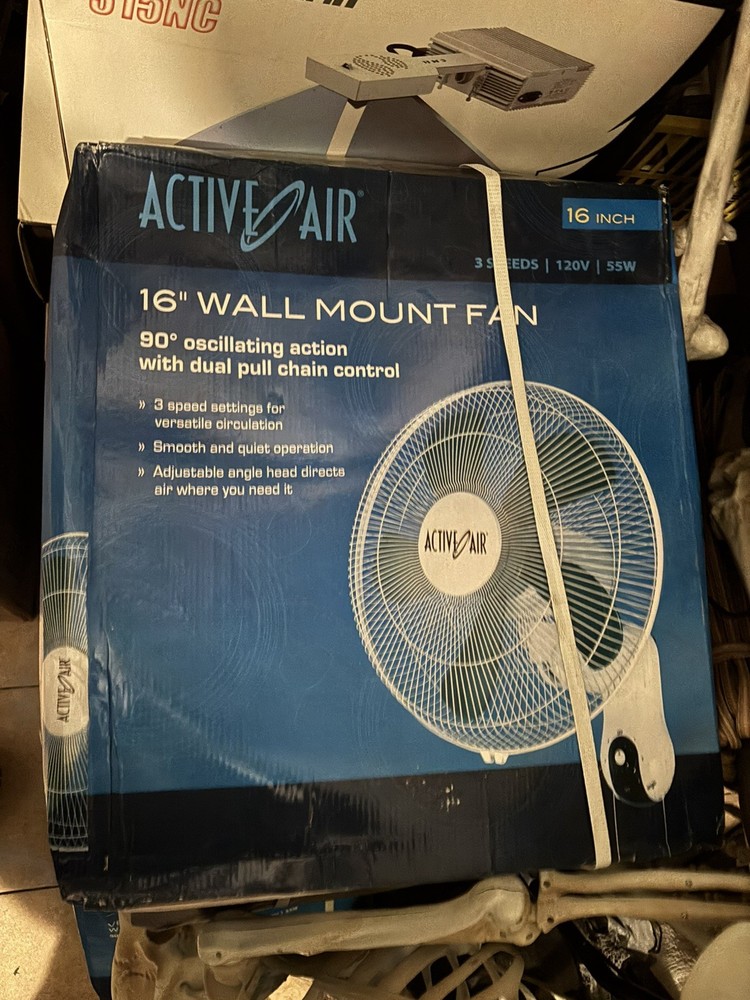 315NC
ACTIVE AIR®
16 INCH
3 SPEEDS | 120V | 55W
16" WALL MOUNT FAN
90° oscillating action
with dual pull chain control
» 3 speed settings for
versatile circulation
» Smooth and quiet operation
» Adjustable angle head directs
air where you need it
ACTIVE AIR
ACTIVE AIR